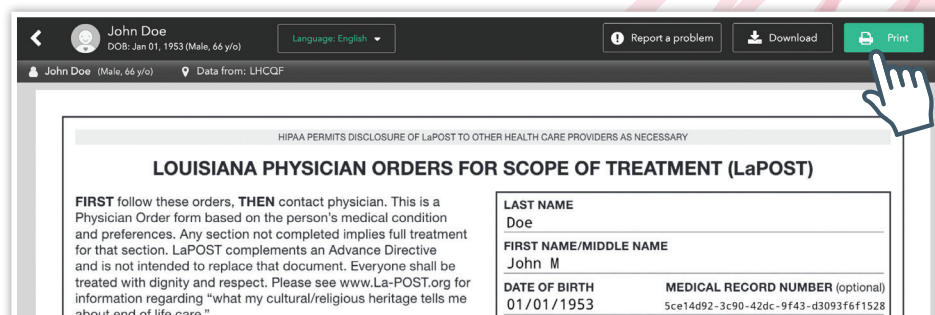 John Doe
DOB: Jan 01, 1953 (Male, 66 y/o)
Language: English
Report a problem
Download
Print
John Doe (Male, 66 y/o)
Data from: LHCQF
HIPAA PERMITS DISCLOSURE OF LaPOST TO OTHER HEALTH CARE PROVIDERS AS NECESSARY
LOUISIANA PHYSICIAN ORDERS FOR SCOPE OF TREATMENT (LaPOST)
FIRST follow these orders, THEN contact physician. This is a
Physician Order form based on the person's medical condition
and preferences. Any section not completed implies full treatment
for that section. LaPOST complements an Advance Directive
and is not intended to replace that document. Everyone shall be
treated with dignity and respect. Please see www.La-POST.org for
information regarding “what my cultural/religious heritage tells me
about end of life care.”
LAST NAME
Doe
FIRST NAME/MIDDLE NAME
John M
DATE OF BIRTH
01/01/1953
MEDICAL RECORD NUMBER (optional)
5ce14d92-3c90-42dc-9f43-d3093f6f1528